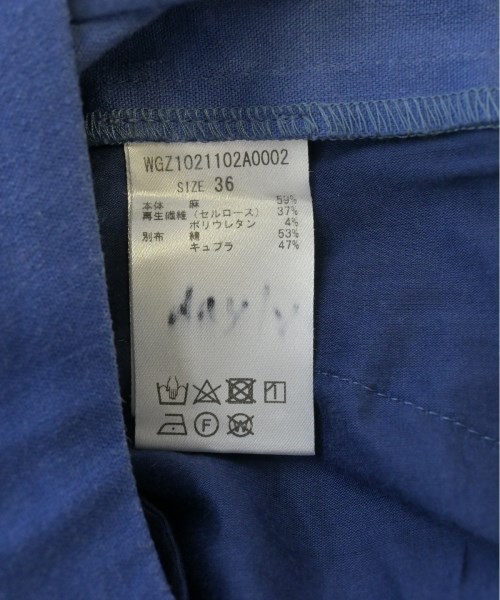 WGZ1021102A0002
SIZE 36
本体 麻 59%
再生繊維(セルロース) 37%
ポリウレタン 4%
別布 綿 53%
キュプラ 47%
F
W